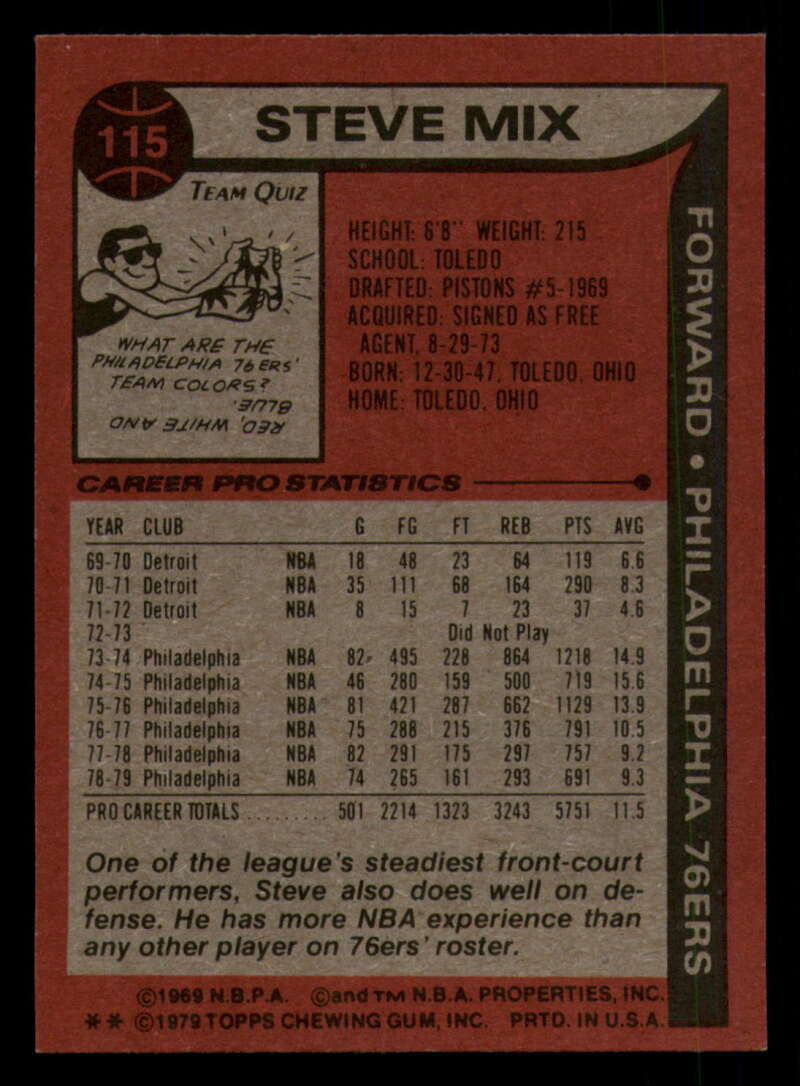 115
STEVE MIX
TEAM QUIZ
WHAT ARE THE
PHILADELPHIA 76ERS'
TEAM COLORS?
RED, WHITE AND
BLUE.
HEIGHT: 6'8" WEIGHT: 215
SCHOOL: TOLEDO
DRAFTED: PISTONS #5-1969
ACQUIRED: SIGNED AS FREE
AGENT, 8-29-73
BORN: 12-30-47, TOLEDO, OHIO
HOME: TOLEDO, OHIO
FORWARD • PHILADELPHIA 76ERS
CAREER PRO STATISTICS
YEAR CLUB G FG FT REB PTS AVG
69-70 Detroit NBA 18 48 23 64 119 6.6
70-71 Detroit NBA 35 111 68 164 290 8.3
71-72 Detroit NBA 8 15 7 23 37 4.6
72-73 Did Not Play
73-74 Philadelphia NBA 82 495 228 864 1218 14.9
74-75 Philadelphia NBA 46 280 159 500 719 15.6
75-76 Philadelphia NBA 81 421 287 662 1129 13.9
76-77 Philadelphia NBA 75 288 215 376 791 10.5
77-78 Philadelphia NBA 82 291 175 297 757 9.2
78-79 Philadelphia NBA 74 265 161 293 691 9.3
PRO CAREER TOTALS ......... 501 2214 1323 3243 5751 11.5
One of the league's steadiest front-court
performers, Steve also does well on de-
fense. He has more NBA experience than
any other player on 76ers' roster.
©1969 N.B.P.A. ©and TM N.B.A. PROPERTIES, INC.
** ©1979 TOPPS CHEWING GUM, INC. PRTD. IN U.S.A.